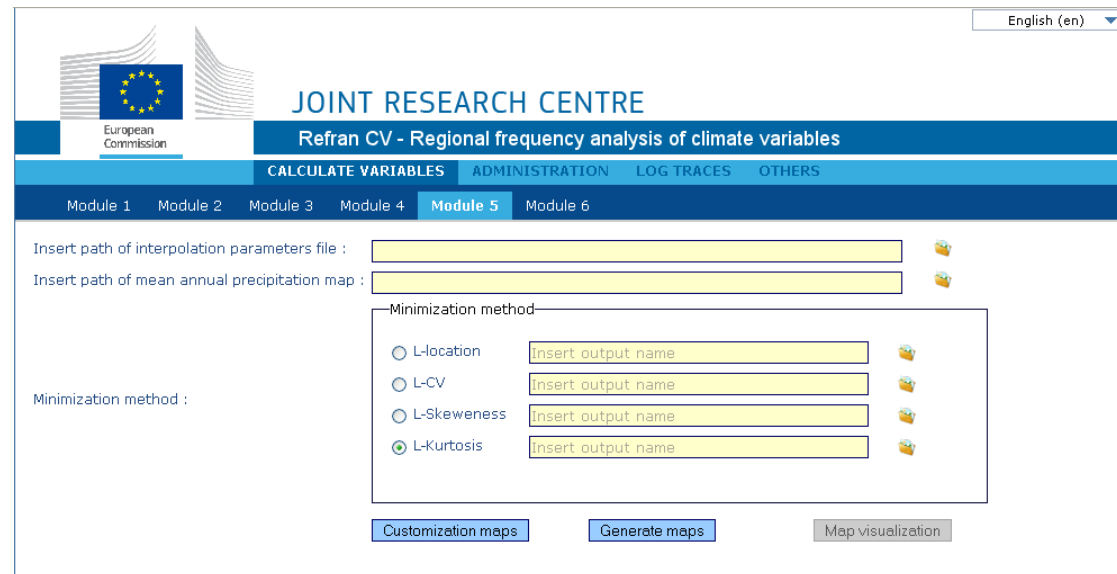 English (en)
JOINT RESEARCH CENTRE
European
Commission
Refran CV - Regional frequency analysis of climate variables
CALCULATE VARIABLES ADMINISTRATION LOG TRACES OTHERS
Module 1 Module 2 Module 3 Module 4 Module 5 Module 6
Insert path of interpolation parameters file :
Insert path of mean annual precipitation map :
Minimization method
L-location Insert output name
L-CV Insert output name
Minimization method :
L-Skeweness Insert output name
L-Kurtosis Insert output name
Customization maps Generate maps Map visualization